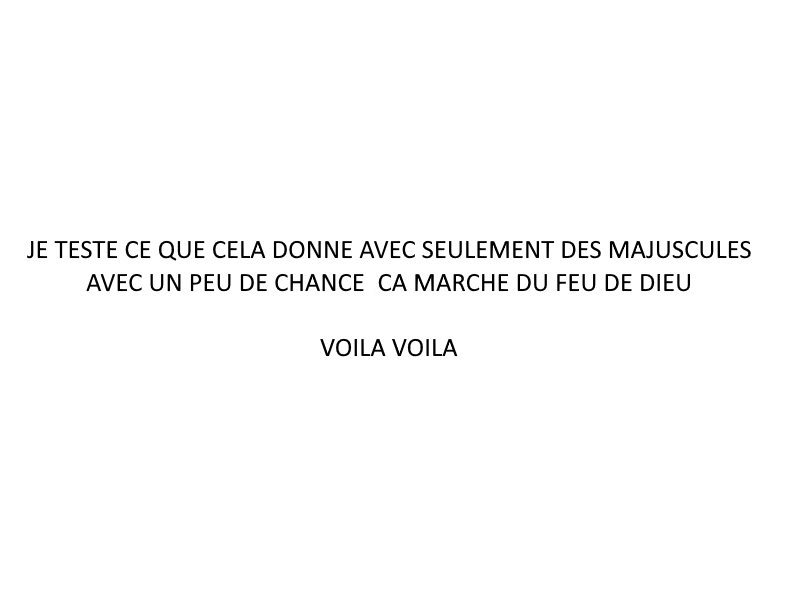 JE TESTE CE QUE CELA DONNE AVEC SEULEMENT DES MAJUSCULES
AVEC UN PEU DE CHANCE  CA MARCHE DU FEU DE DIEU
VOILA VOILA